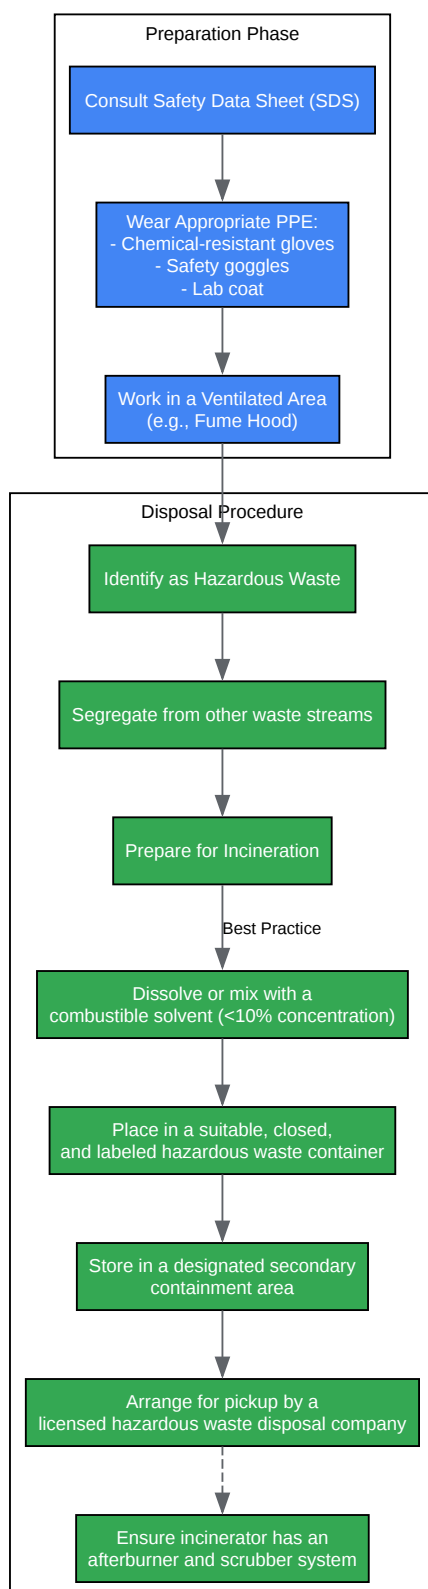 Preparation Phase
Consult Safety Data Sheet (SDS)
Wear Appropriate PPE:
- Chemical-resistant gloves
- Safety goggles
- Lab coat
Work in a Ventilated Area
(e.g., Fume Hood)
Disposal Procedure
Identify as Hazardous Waste
Segregate from other waste streams
Prepare for Incineration
Best Practice
Dissolve or mix with a
combustible solvent (<10% concentration)
Place in a suitable, closed,
and labeled hazardous waste container
Store in a designated secondary
containment area
Arrange for pickup by a
licensed hazardous waste disposal company
Ensure incinerator has an
afterburner and scrubber system